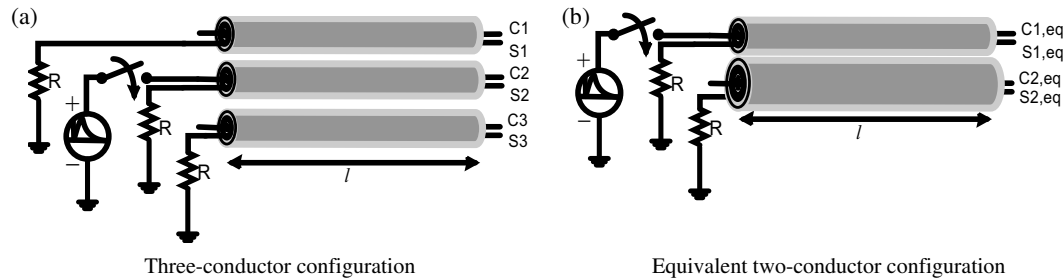 (a)
C1
S1
R
+
−
C2
S2
R
C3
S3
R
l
Three-conductor configuration
(b)
C1,eq
S1,eq
+
−
R
C2,eq
S2,eq
R
l
Equivalent two-conductor configuration